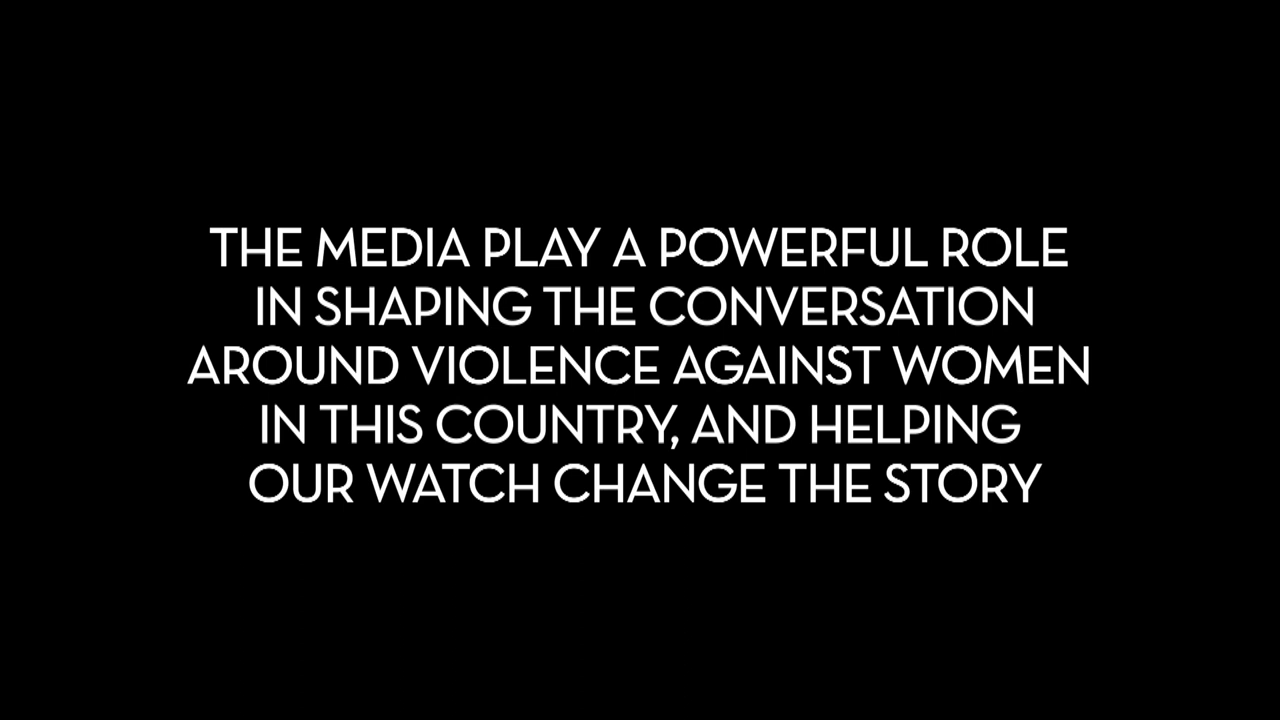 THE MEDIA PLAY A POWERFUL ROLE
IN SHAPING THE CONVERSATION
AROUND VIOLENCE AGAINST WOMEN
IN THIS COUNTRY, AND HELPING
OUR WATCH CHANGE THE STORY